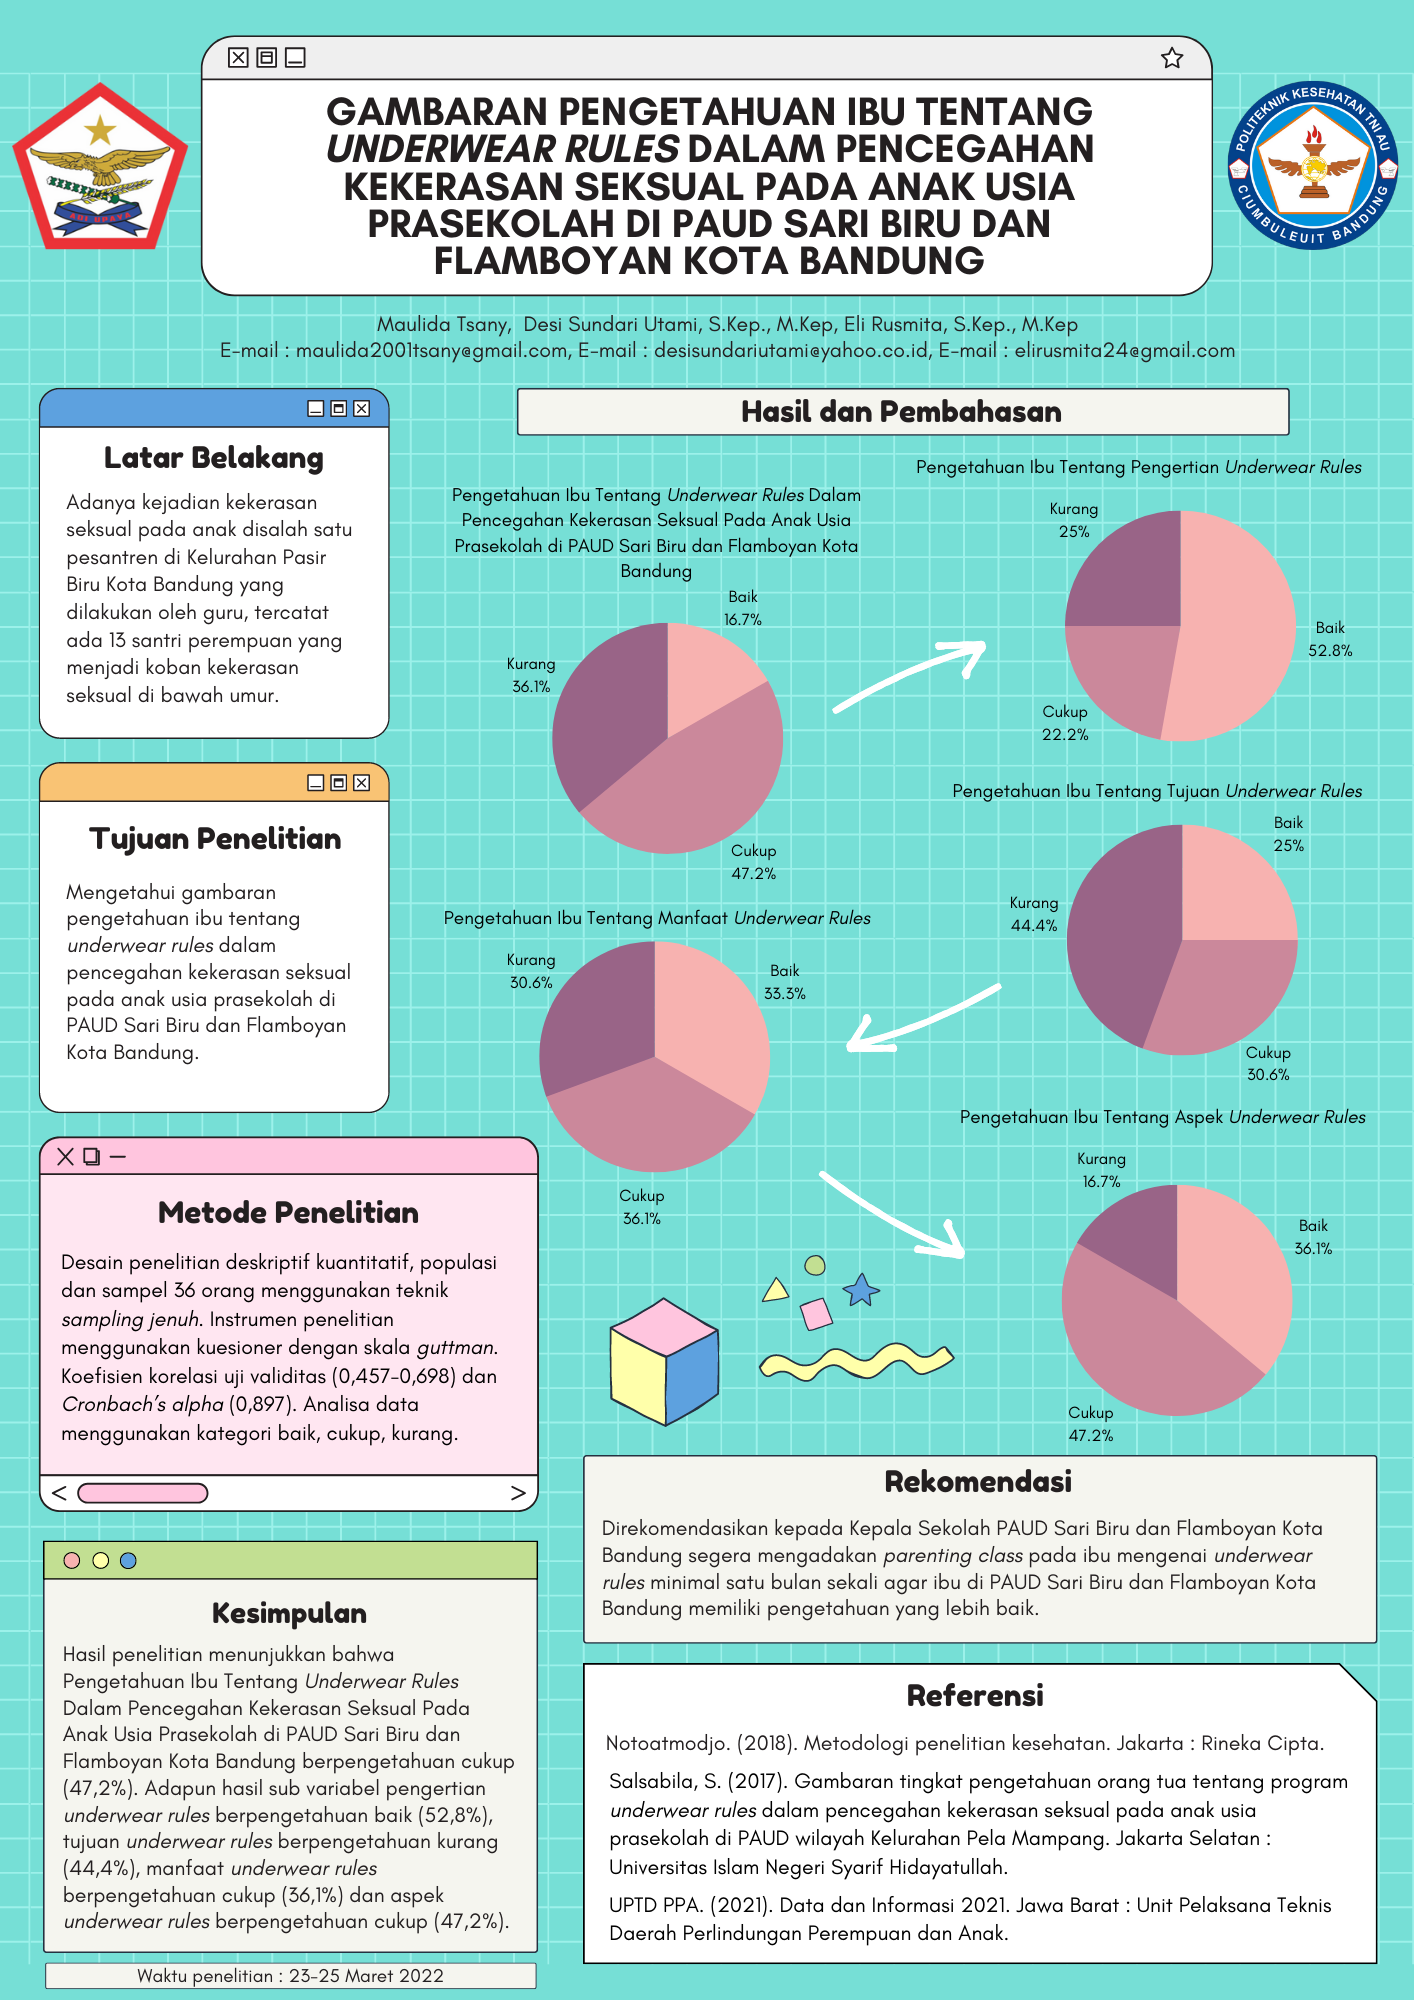 GAMBARAN PENGETAHUAN IBU TENTANG
UNDERWEAR RULES DALAM PENCEGAHAN
KEKERASAN SEKSUAL PADA ANAK USIA
PRASEKOLAH DI PAUD SARI BIRU DAN
FLAMBOYAN KOTA BANDUNG
ADI UPAYA
POLITEKNIK KESEHATAN TNI AU
CIUMBULEUIT BANDUNG
Maulida Tsany, Desi Sundari Utami, S.Kep., M.Kep, Eli Rusmita, S.Kep., M.Kep
E-mail : maulida2001tsany@gmail.com, E-mail : desisundariutami@yahoo.co.id, E-mail : elirusmita24@gmail.com
Latar Belakang
Adanya kejadian kekerasan
seksual pada anak disalah satu
pesantren di Kelurahan Pasir
Biru Kota Bandung yang
dilakukan oleh guru, tercatat
ada 13 santri perempuan yang
menjadi koban kekerasan
seksual di bawah umur.
Tujuan Penelitian
Mengetahui gambaran
pengetahuan ibu tentang
underwear rules dalam
pencegahan kekerasan seksual
pada anak usia prasekolah di
PAUD Sari Biru dan Flamboyan
Kota Bandung.
Metode Penelitian
Desain penelitian deskriptif kuantitatif, populasi
dan sampel 36 orang menggunakan teknik
sampling jenuh. Instrumen penelitian
menggunakan kuesioner dengan skala guttman.
Koefisien korelasi uji validitas (0,457-0,698) dan
Cronbach's alpha (0,897). Analisa data
menggunakan kategori baik, cukup, kurang.
Kesimpulan
Hasil penelitian menunjukkan bahwa
Pengetahuan Ibu Tentang Underwear Rules
Dalam Pencegahan Kekerasan Seksual Pada
Anak Usia Prasekolah di PAUD Sari Biru dan
Flamboyan Kota Bandung berpengetahuan cukup
(47,2%). Adapun hasil sub variabel pengertian
underwear rules berpengetahuan baik (52,8%),
tujuan underwear rules berpengetahuan kurang
(44,4%), manfaat underwear rules
berpengetahuan cukup (36,1%) dan aspek
underwear rules berpengetahuan cukup (47,2%).
Waktu penelitian : 23-25 Maret 2022
Hasil dan Pembahasan
Pengetahuan Ibu Tentang Underwear Rules Dalam
Pencegahan Kekerasan Seksual Pada Anak Usia
Prasekolah di PAUD Sari Biru dan Flamboyan Kota
Bandung
Baik
16.7%
Kurang
36.1%
Cukup
47.2%
Pengetahuan Ibu Tentang Pengertian Underwear Rules
Kurang
25%
Baik
52.8%
Cukup
22.2%
Pengetahuan Ibu Tentang Tujuan Underwear Rules
Baik
25%
Kurang
44.4%
Cukup
30.6%
Pengetahuan Ibu Tentang Manfaat Underwear Rules
Kurang
30.6%
Baik
33.3%
Cukup
36.1%
Pengetahuan Ibu Tentang Aspek Underwear Rules
Kurang
16.7%
Baik
36.1%
Cukup
47.2%
Rekomendasi
Direkomendasikan kepada Kepala Sekolah PAUD Sari Biru dan Flamboyan Kota
Bandung segera mengadakan parenting class pada ibu mengenai underwear
rules minimal satu bulan sekali agar ibu di PAUD Sari Biru dan Flamboyan Kota
Bandung memiliki pengetahuan yang lebih baik.
Referensi
Notoatmodjo. (2018). Metodologi penelitian kesehatan. Jakarta : Rineka Cipta.
Salsabila, S. (2017). Gambaran tingkat pengetahuan orang tua tentang program
underwear rules dalam pencegahan kekerasan seksual pada anak usia
prasekolah di PAUD wilayah Kelurahan Pela Mampang. Jakarta Selatan :
Universitas Islam Negeri Syarif Hidayatullah.
UPTD PPA. (2021). Data dan Informasi 2021. Jawa Barat : Unit Pelaksana Teknis
Daerah Perlindungan Perempuan dan Anak.